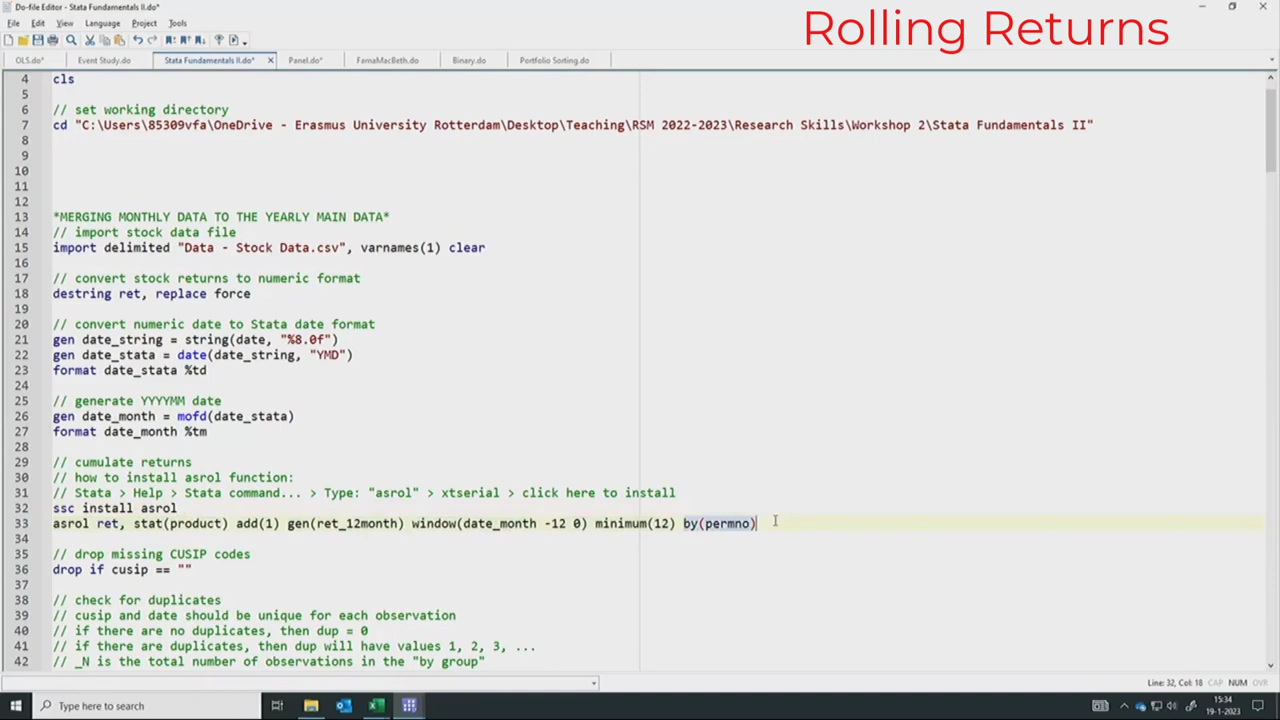 Do-file Editor - Stata Fundamentals II.do*
Rolling Returns
File Edit View Language Project Tools
OLS.do* Event Study.do Stata Fundamentals II.do* Panel.do* FamaMacBeth.do Binary.do Portfolio Sorting.do
4 cls
5
6 // set working directory
7 cd "C:\Users\85309vfa\OneDrive - Erasmus University Rotterdam\Desktop\Teaching\RSM 2022-2023\Research Skills\Workshop 2\Stata Fundamentals II"
8
9
10
11
12
13 *MERGING MONTHLY DATA TO THE YEARLY MAIN DATA*
14 // import stock data file
15 import delimited "Data - Stock Data.csv", varnames(1) clear
16
17 // convert stock returns to numeric format
18 destring ret, replace force
19
20 // convert numeric date to Stata date format
21 gen date_string = string(date, "%8.0f")
22 gen date_stata = date(date_string, "YMD")
23 format date_stata %td
24
25 // generate YYYYMM date
26 gen date_month = mofd(date_stata)
27 format date_month %tm
28
29 // cumulate returns
30 // how to install asrol function:
31 // Stata > Help > Stata command... > Type: "asrol" > xtserial > click here to install
32 ssc install asrol
33 asrol ret, stat(product) add(1) gen(ret_12month) window(date_month -12 0) minimum(12) by(permno)
34
35 // drop missing CUSIP codes
36 drop if cusip == ""
37
38 // check for duplicates
39 // cusip and date should be unique for each observation
40 // if there are no duplicates, then dup = 0
41 // if there are duplicates, then dup will have values 1, 2, 3, ...
42 // _N is the total number of observations in the "by group"
Line: 32, Col: 18 CAP NUM OVR
Type here to search
15:34
19-1-2023